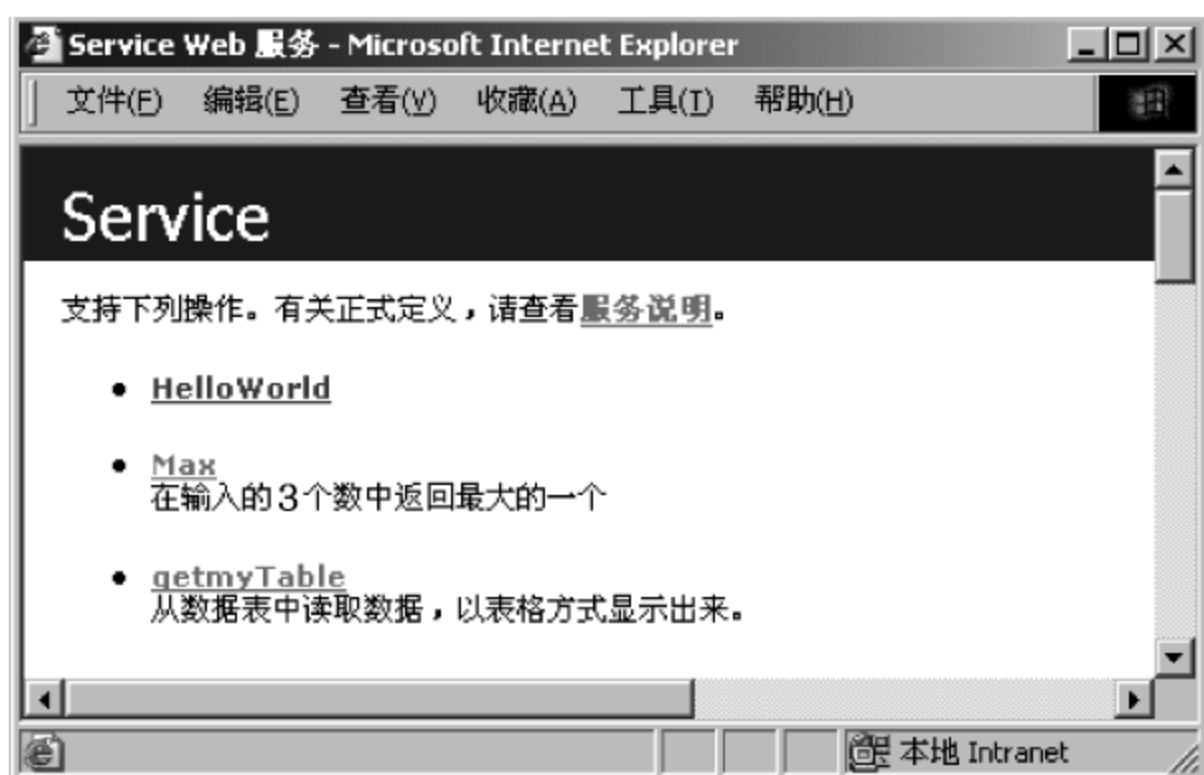 Service Web 服务 - Microsoft Internet Explorer
文件(F) 编辑(E) 查看(V) 收藏(A) 工具(T) 帮助(H)
Service
支持下列操作。有关正式定义，请查看服务说明。
• HelloWorld
• Max
在输入的3个数中返回最大的一个
• getmyTable
从数据表中读取数据，以表格方式显示出来。
本地 Intranet